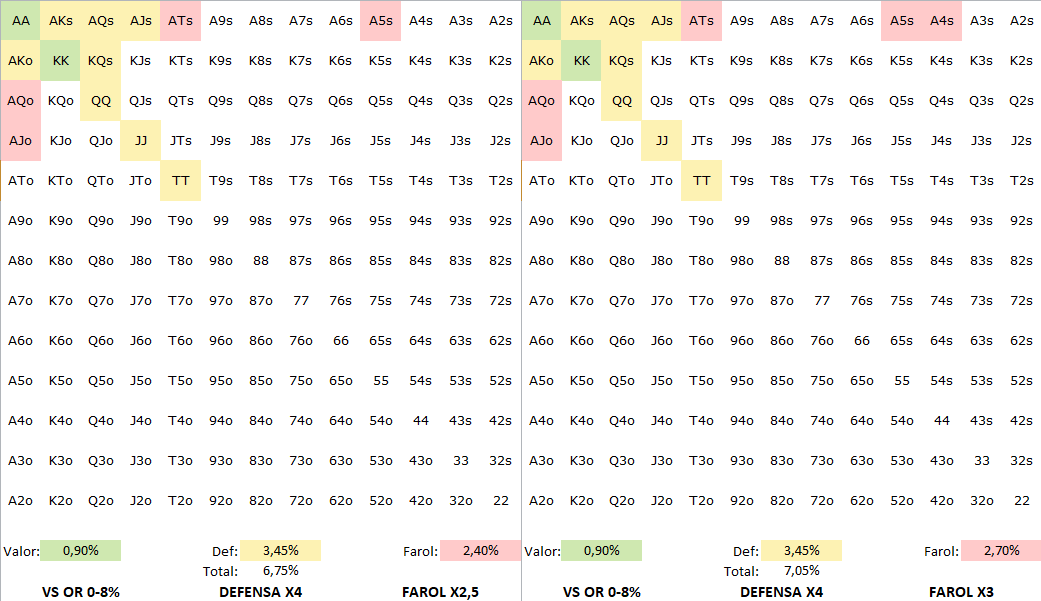 AA AKs AQs AJs ATs A9s A8s A7s A6s A5s A4s A3s A2s AA AKs AQs AJs ATs A9s A8s A7s A6s A5s A4s A3s A2s
AKo KK KQs KJs KTs K9s K8s K7s K6s K5s K4s K3s K2s AKo KK KQs KJs KTs K9s K8s K7s K6s K5s K4s K3s K2s
AQo KQo QQ QJs QTs Q9s Q8s Q7s Q6s Q5s Q4s Q3s Q2s AQo KQo QQ QJs QTs Q9s Q8s Q7s Q6s Q5s Q4s Q3s Q2s
AJo KJo QJo JJ JTs J9s J8s J7s J6s J5s J4s J3s J2s AJo KJo QJo JJ JTs J9s J8s J7s J6s J5s J4s J3s J2s
ATo KTo QTo JTo TT T9s T8s T7s T6s T5s T4s T3s T2s ATo KTo QTo JTo TT T9s T8s T7s T6s T5s T4s T3s T2s
A9o K9o Q9o J9o T9o 99 98s 97s 96s 95s 94s 93s 92s A9o K9o Q9o J9o T9o 99 98s 97s 96s 95s 94s 93s 92s
A8o K8o Q8o J8o T8o 98o 88 87s 86s 85s 84s 83s 82s A8o K8o Q8o J8o T8o 98o 88 87s 86s 85s 84s 83s 82s
A7o K7o Q7o J7o T7o 97o 87o 77 76s 75s 74s 73s 72s A7o K7o Q7o J7o T7o 97o 87o 77 76s 75s 74s 73s 72s
A6o K6o Q6o J6o T6o 96o 86o 76o 66 65s 64s 63s 62s A6o K6o Q6o J6o T6o 96o 86o 76o 66 65s 64s 63s 62s
A5o K5o Q5o J5o T5o 95o 85o 75o 65o 55 54s 53s 52s A5o K5o Q5o J5o T5o 95o 85o 75o 65o 55 54s 53s 52s
A4o K4o Q4o J4o T4o 94o 84o 74o 64o 54o 44 43s 42s A4o K4o Q4o J4o T4o 94o 84o 74o 64o 54o 44 43s 42s
A3o K3o Q3o J3o T3o 93o 83o 73o 63o 53o 43o 33 32s A3o K3o Q3o J3o T3o 93o 83o 73o 63o 53o 43o 33 32s
A2o K2o Q2o J2o T2o 92o 82o 72o 62o 52o 42o 32o 22 A2o K2o Q2o J2o T2o 92o 82o 72o 62o 52o 42o 32o 22
Valor: 0,90% Def: 3,45% Farol: 2,40% Valor: 0,90% Def: 3,45% Farol: 2,70%
Total: 6,75% Total: 7,05%
VS OR 0-8% DEFENSA X4 FAROL X2,5 VS OR 0-8% DEFENSA X4 FAROL X3